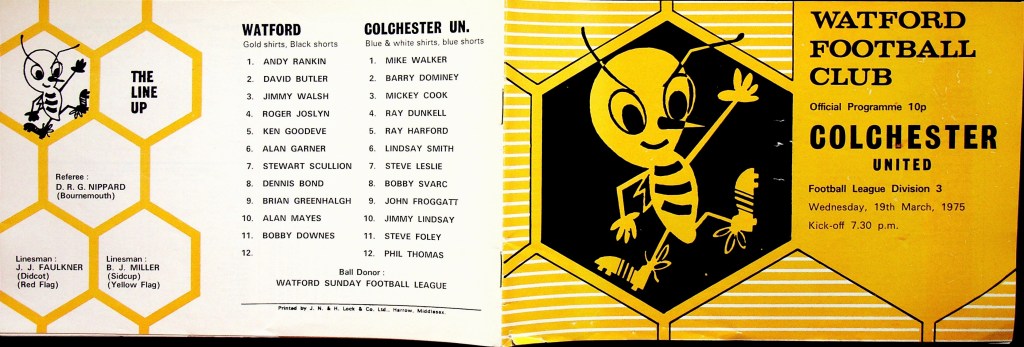 THE
LINE
UP
Referee :
D. R. G. NIPPARD
(Bournemouth)
Linesman :
J. J. FAULKNER
(Didcot)
(Red Flag)
Linesman :
B. J. MILLER
(Sidcup)
(Yellow Flag)
WATFORD
Gold shirts, Black shorts
1. ANDY RANKIN
2. DAVID BUTLER
3. JIMMY WALSH
4. ROGER JOSLYN
5. KEN GOODEVE
6. ALAN GARNER
7. STEWART SCULLION
8. DENNIS BOND
9. BRIAN GREENHALGH
10. ALAN MAYES
11. BOBBY DOWNES
12.
COLCHESTER UN.
Blue & white shirts, blue shorts
1. MIKE WALKER
2. BARRY DOMINEY
3. MICKEY COOK
4. RAY DUNKELL
5. RAY HARFORD
6. LINDSAY SMITH
7. STEVE LESLIE
8. BOBBY SVARC
9. JOHN FROGGATT
10. JIMMY LINDSAY
11. STEVE FOLEY
12. PHIL THOMAS
Ball Donor :
WATFORD SUNDAY FOOTBALL LEAGUE
Printed by J. N. & H. Lock & Co. Ltd., Harrow, Middlesex.
WATFORD
FOOTBALL
CLUB
Official Programme 10p
COLCHESTER
UNITED
Football League Division 3
Wednesday, 19th March, 1975
Kick-off 7.30 p.m.